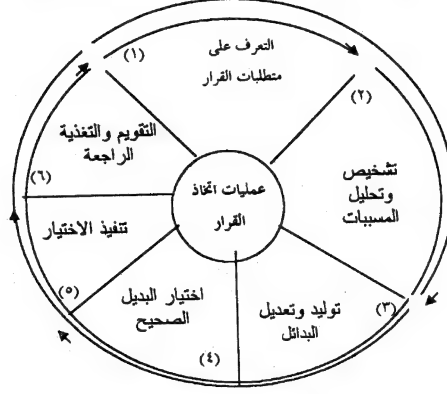 (١)
التعرف على
متطلبات القرار
(٢)
تشخيص
وتحليل
المسببات
(٣)
توليد وتعديل
البدائل
(٤)
اختيار البديل
الصحيح
(٥)
تنفيذ الاختيار
(٦)
التقويم والتغذية
الراجعة
عمليات اتخاذ
القرار